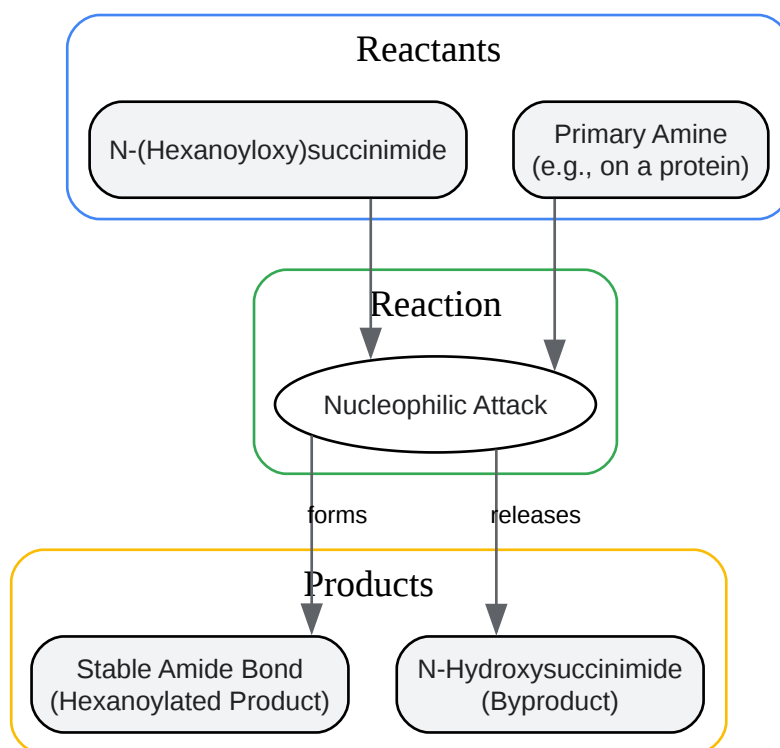 Reactants
N-(Hexanoyloxy)succinimide
Primary Amine
(e.g., on a protein)
Reaction
Nucleophilic Attack
forms
releases
Products
Stable Amide Bond
(Hexanoylated Product)
N-Hydroxysuccinimide
(Byproduct)